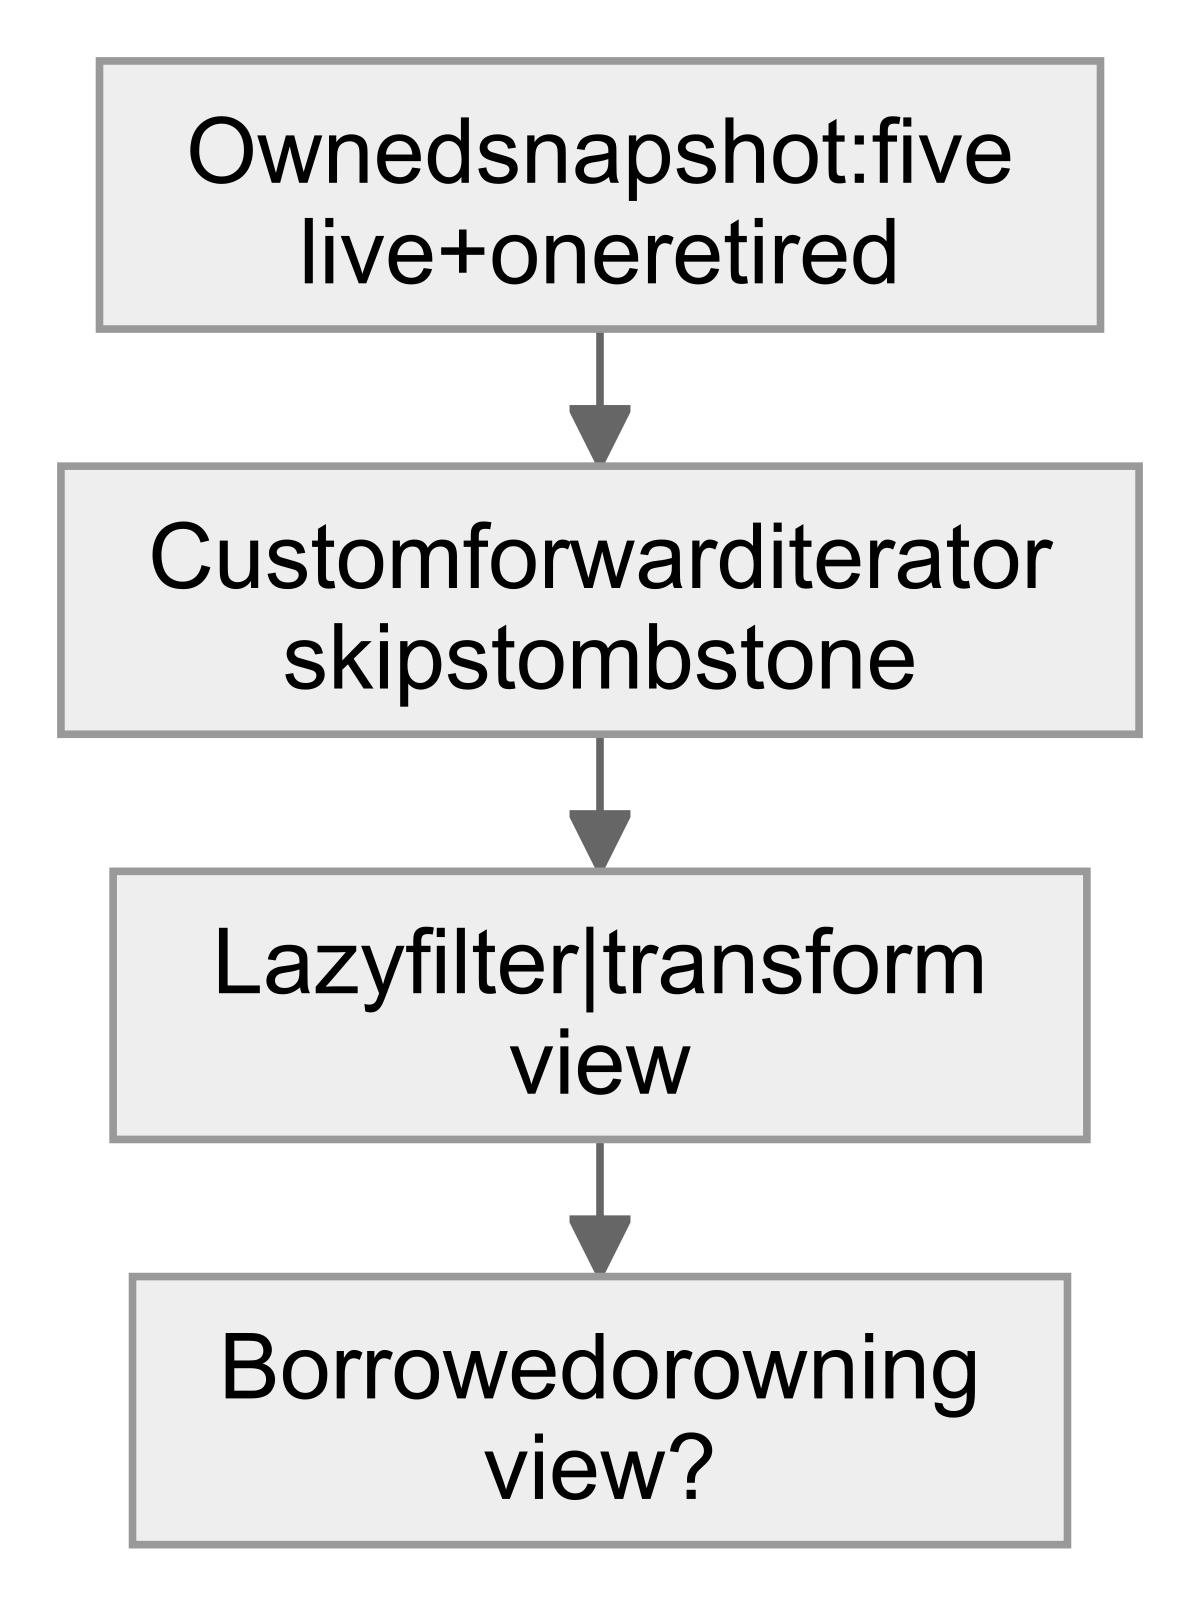 Ownedsnapshot:five
live+oneretired
Customforwarditerator
skipstombstone
Lazyfilter|transform
view
Borrowedorowning
view?